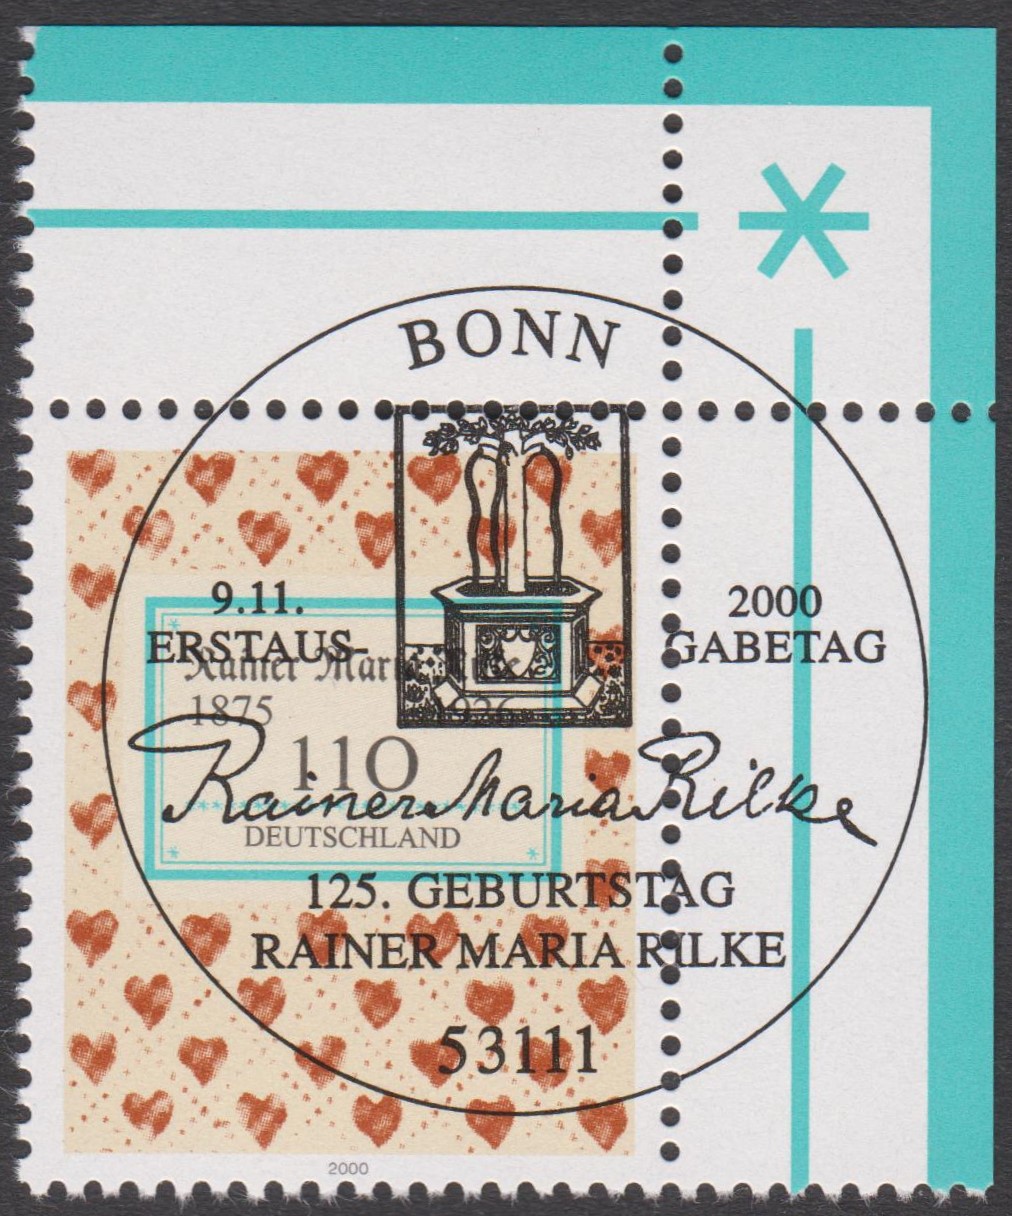 BONN
9.11. 2000
ERSTAUS- GABETAG
Rainer Maria Rilke
1875 1926
110
Rainer Maria Rilke
DEUTSCHLAND
125. GEBURTSTAG
RAINER MARIA RILKE
53111
2000